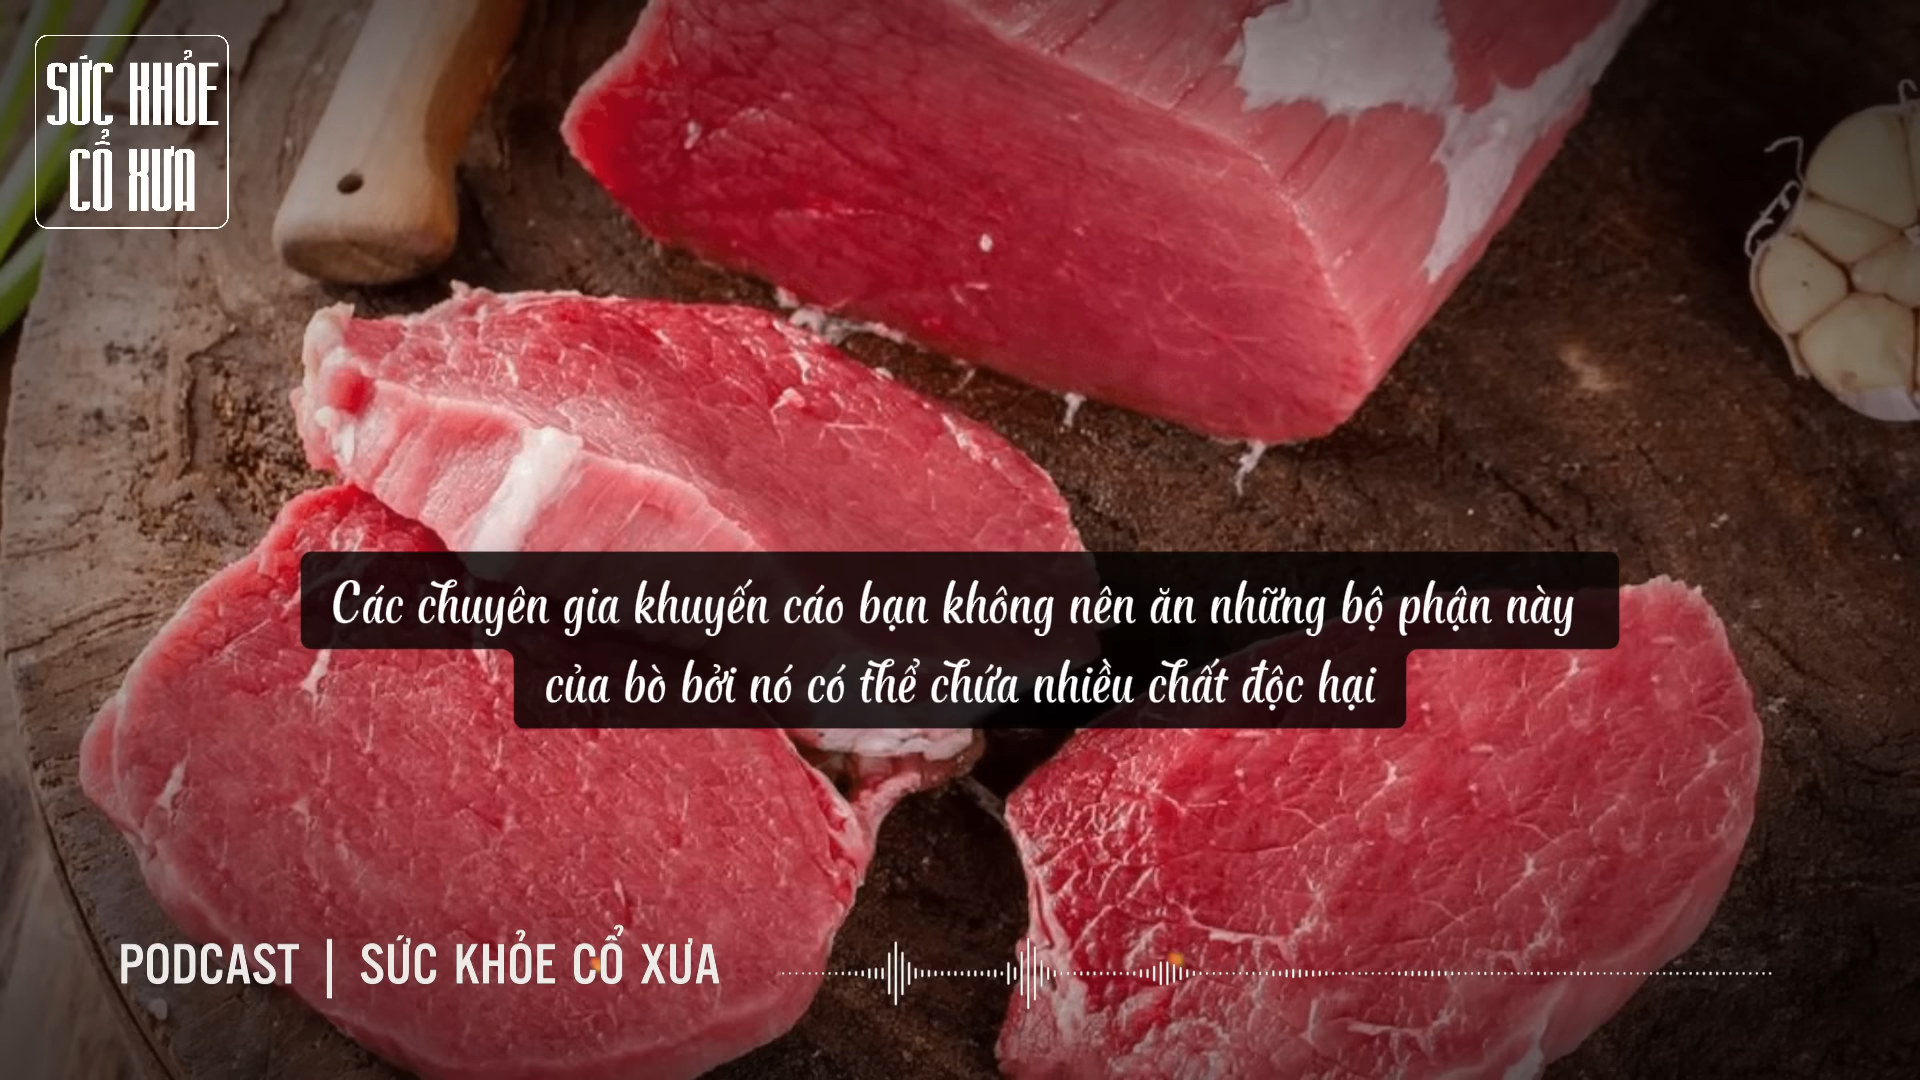 SỨC KHỎE
CỔ XƯA
Các chuyên gia khuyến cáo bạn không nên ăn những bộ phận này
của bò bởi nó có thể chứa nhiều chất độc hại
PODCAST | SỨC KHỎE CỔ XƯA